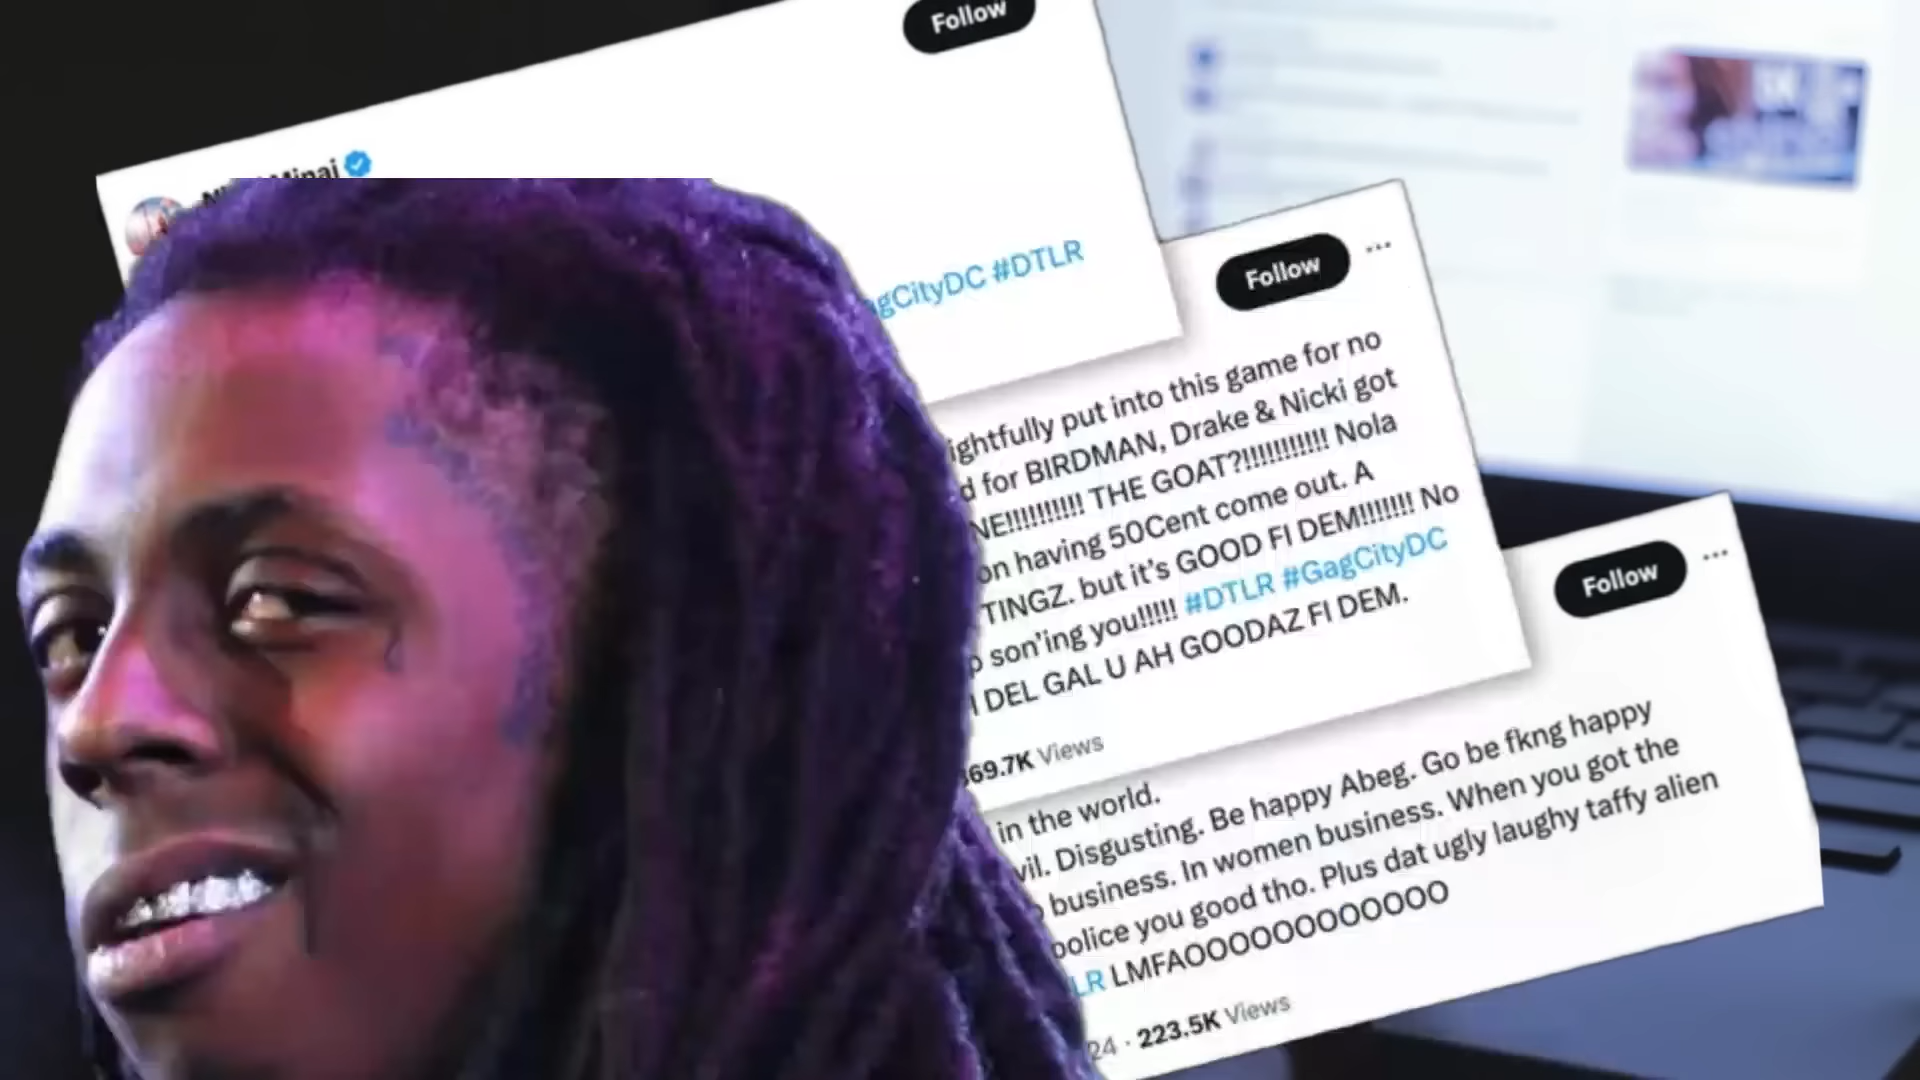 Follow
Minaj
agCityDC #DTLR
Follow
ightfully put into this game for no
d for BIRDMAN, Drake & Nicki got
NE!!!!!!!!!! THE GOAT?!!!!!!!!!!!! Nola
on having 50Cent come out. A
TINGZ. but it's GOOD FI DEM!!!!!!! No
son'ing you!!!!! #DTLR #GagCityDC
DEL GAL U AH GOODAZ FI DEM.
69.7K Views
Follow
in the world.
vil. Disgusting. Be happy Abeg. Go be fkng happy
business. In women business. When you got the
police you good tho. Plus dat ugly laughy taffy alien
LR LMFAOOOOOOOOOOOO
24 · 223.5K Views